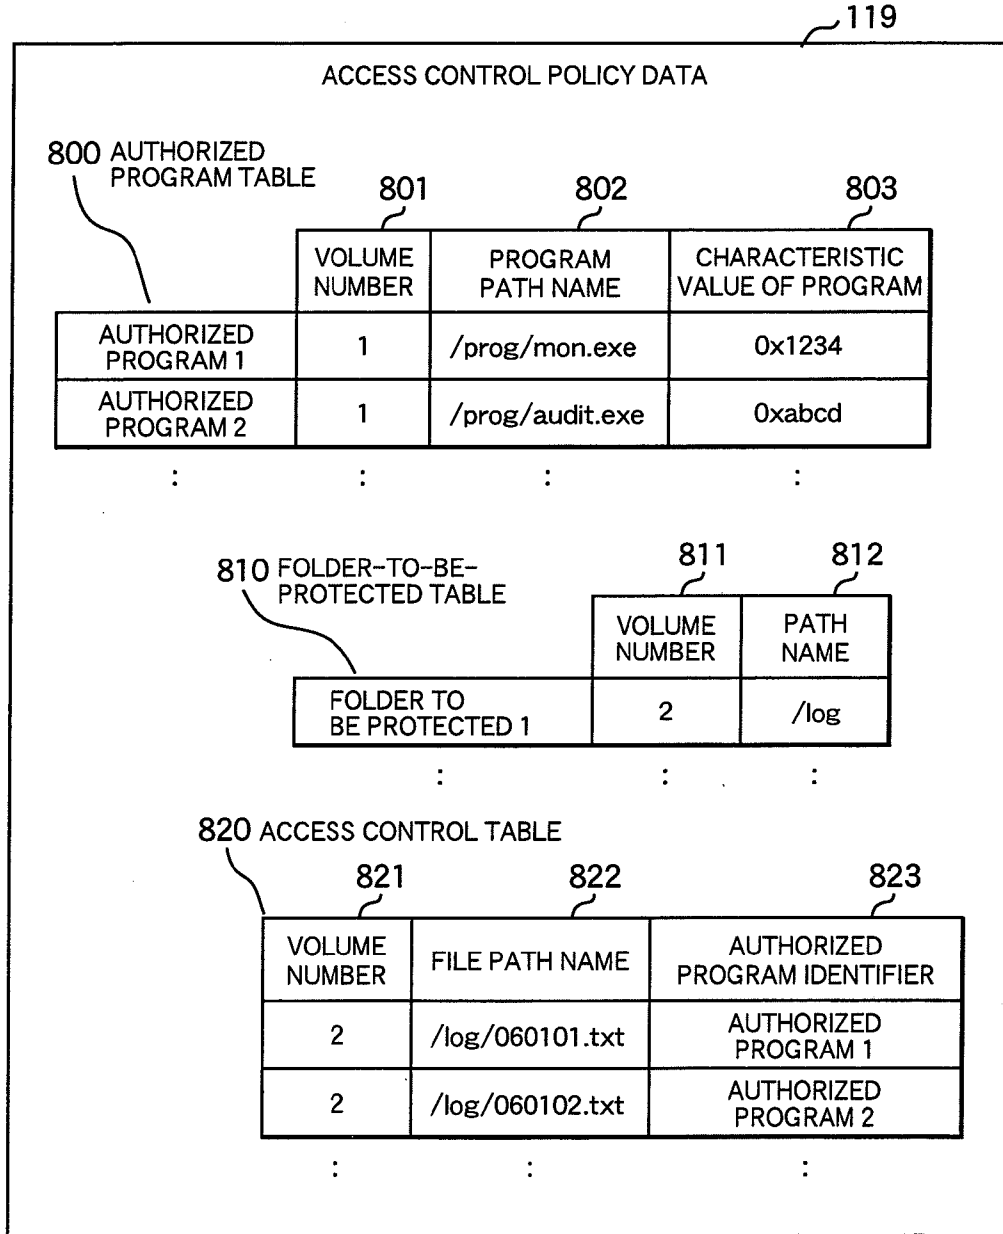 119
ACCESS CONTROL POLICY DATA
800 AUTHORIZED
PROGRAM TABLE
801 802 803
VOLUME NUMBER PROGRAM PATH NAME CHARACTERISTIC VALUE OF PROGRAM
AUTHORIZED PROGRAM 1 1 /prog/mon.exe 0x1234
AUTHORIZED PROGRAM 2 1 /prog/audit.exe 0xabcd
: : : :
810 FOLDER-TO-BE-
PROTECTED TABLE
811 812
VOLUME NUMBER PATH NAME
FOLDER TO BE PROTECTED 1 2 /log
: : :
820 ACCESS CONTROL TABLE
821 822 823
VOLUME NUMBER FILE PATH NAME AUTHORIZED PROGRAM IDENTIFIER
2 /log/060101.txt AUTHORIZED PROGRAM 1
2 /log/060102.txt AUTHORIZED PROGRAM 2
: : :